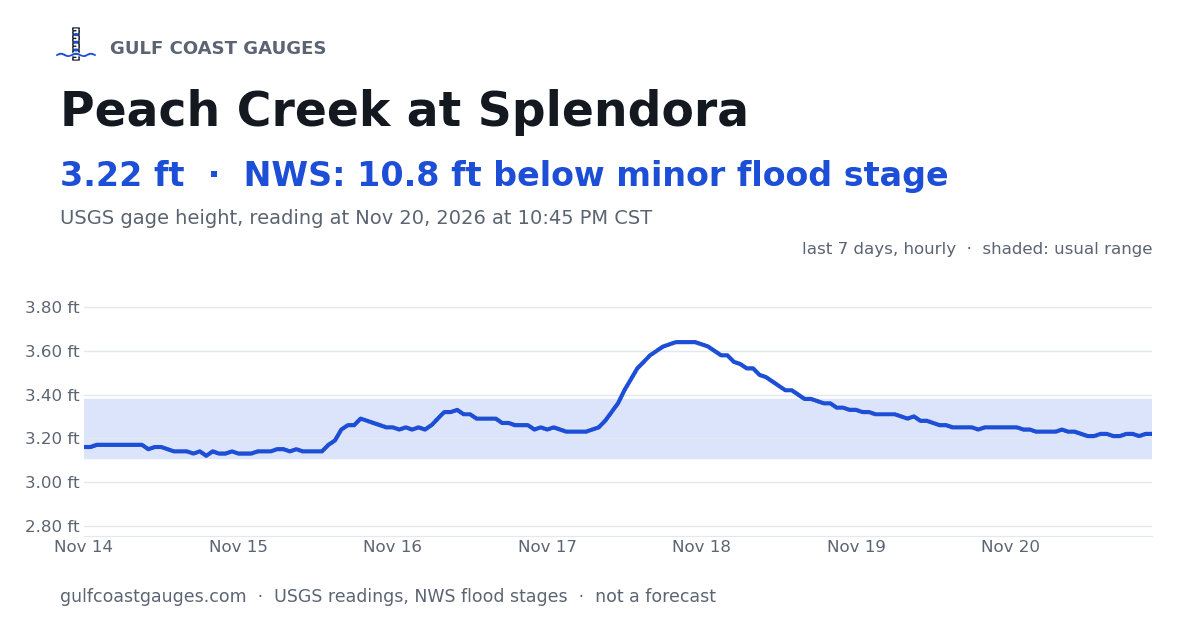 GULF COAST GAUGES
Peach Creek at Splendora
3.22 ft · NWS: 10.8 ft below minor flood stage
USGS gage height, reading at Nov 20, 2026 at 10:45 PM CST
last 7 days, hourly · shaded: usual range
3.80 ft
3.60 ft
3.40 ft
3.20 ft
3.00 ft
2.80 ft
Nov 14 Nov 15 Nov 16 Nov 17 Nov 18 Nov 19 Nov 20
gulfcoastgauges.com · USGS readings, NWS flood stages · not a forecast